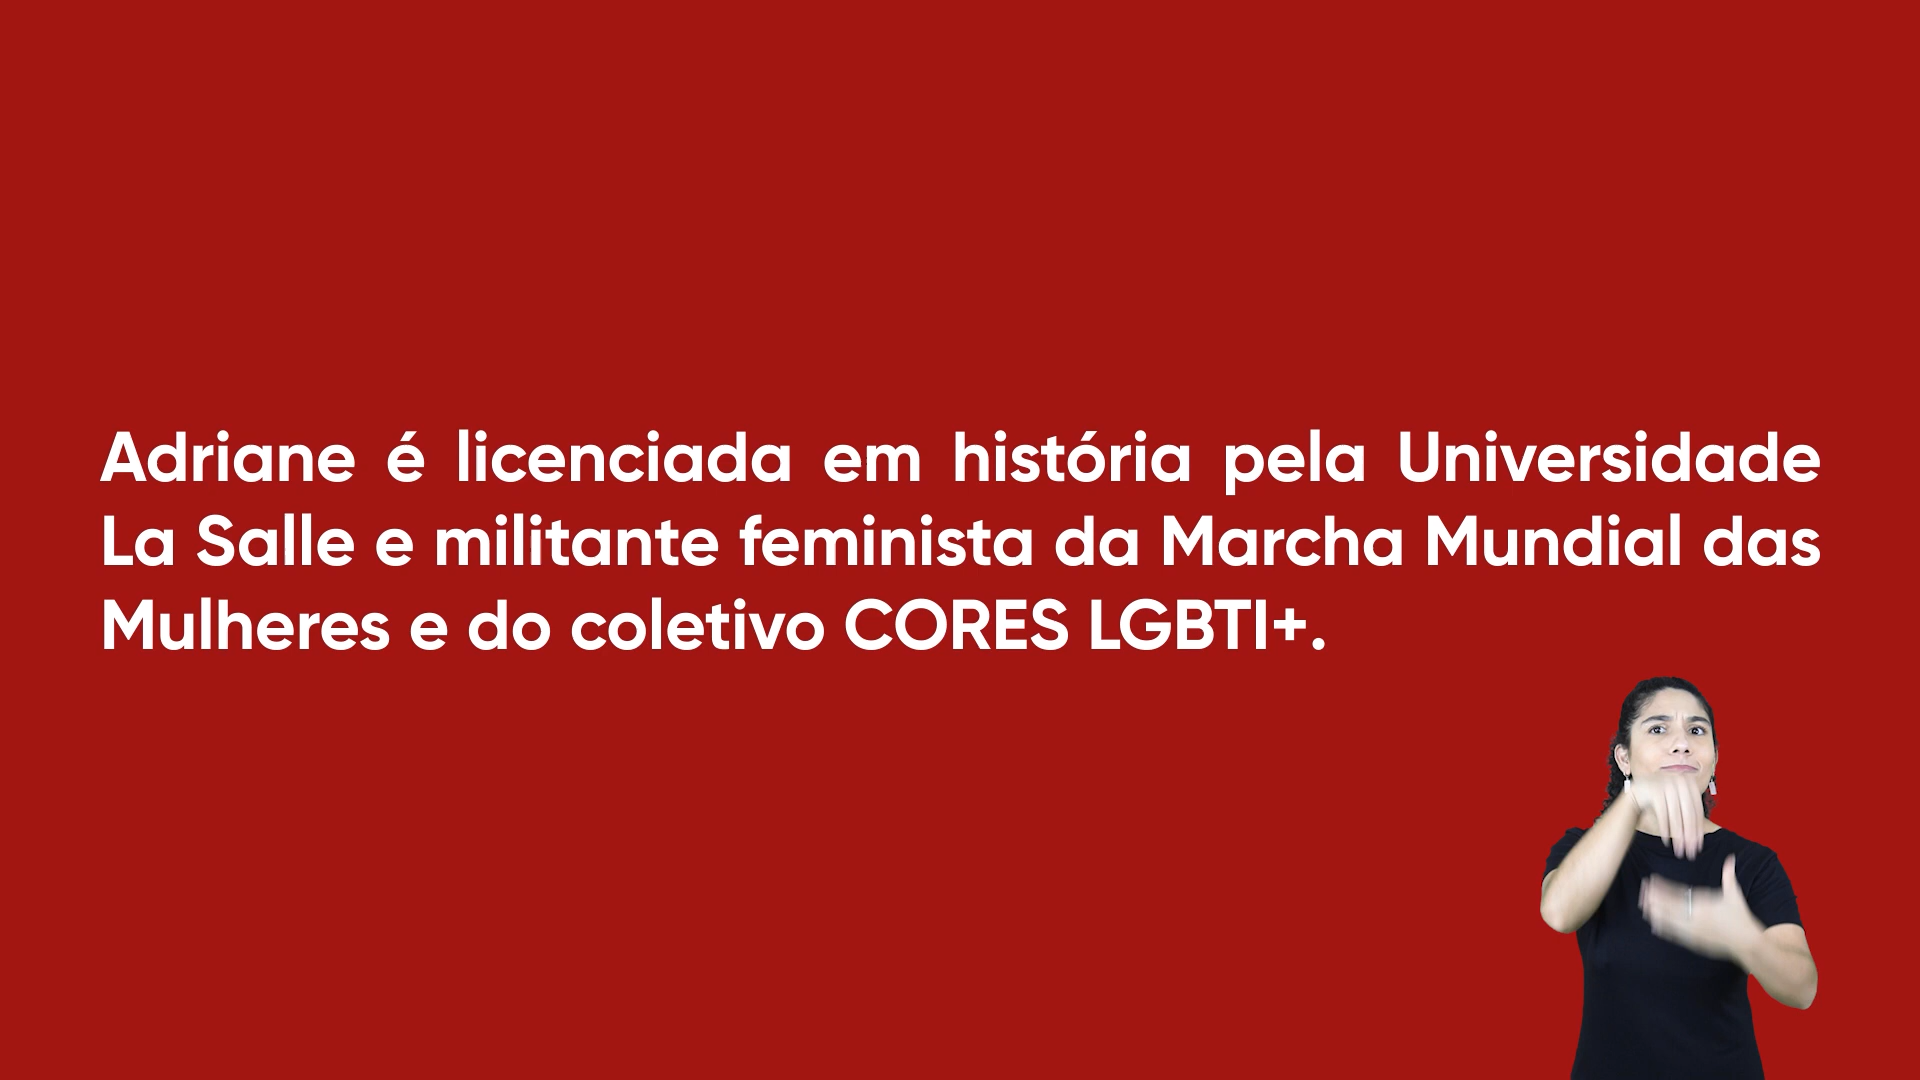 Adriane é licenciada em história pela Universidade
La Salle e militante feminista da Marcha Mundial das
Mulheres e do coletivo CORES LGBTI+.